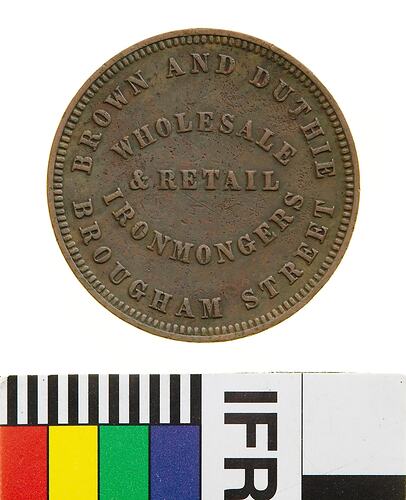 BROWN AND DUTHIE
WHOLESALE
& RETAIL
IRONMONGERS
BROUGHAM STREET
IFR